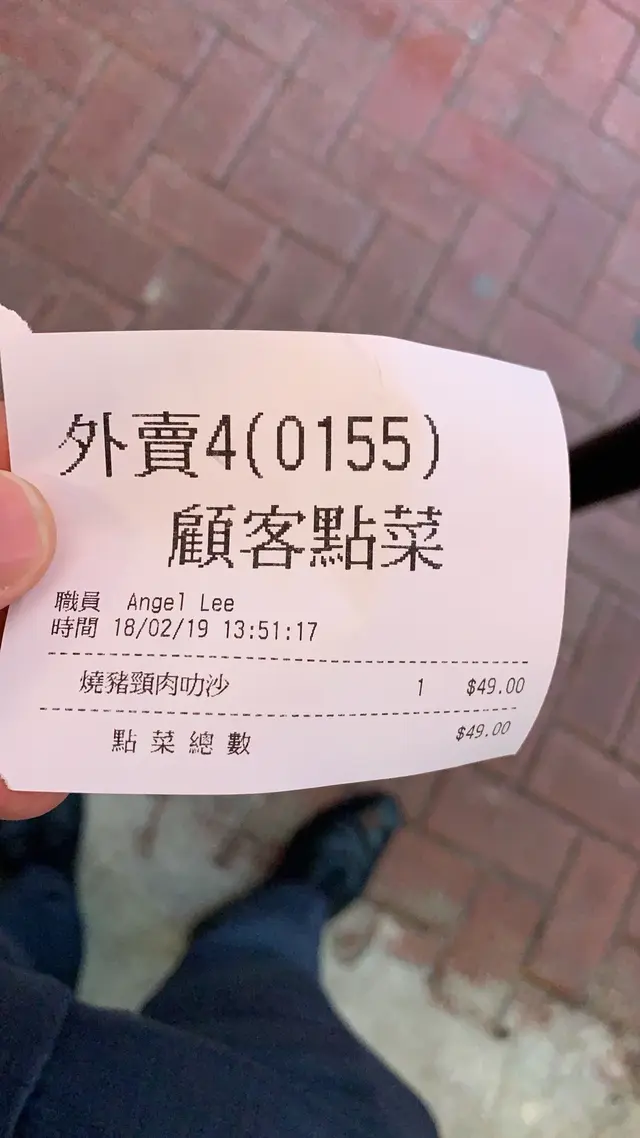 外賣4(0155)
顧客點菜
職員 Angel Lee
時間 18/02/19 13:51:17
燒豬頸肉叻沙 1 $49.00
點菜總數 $49.00